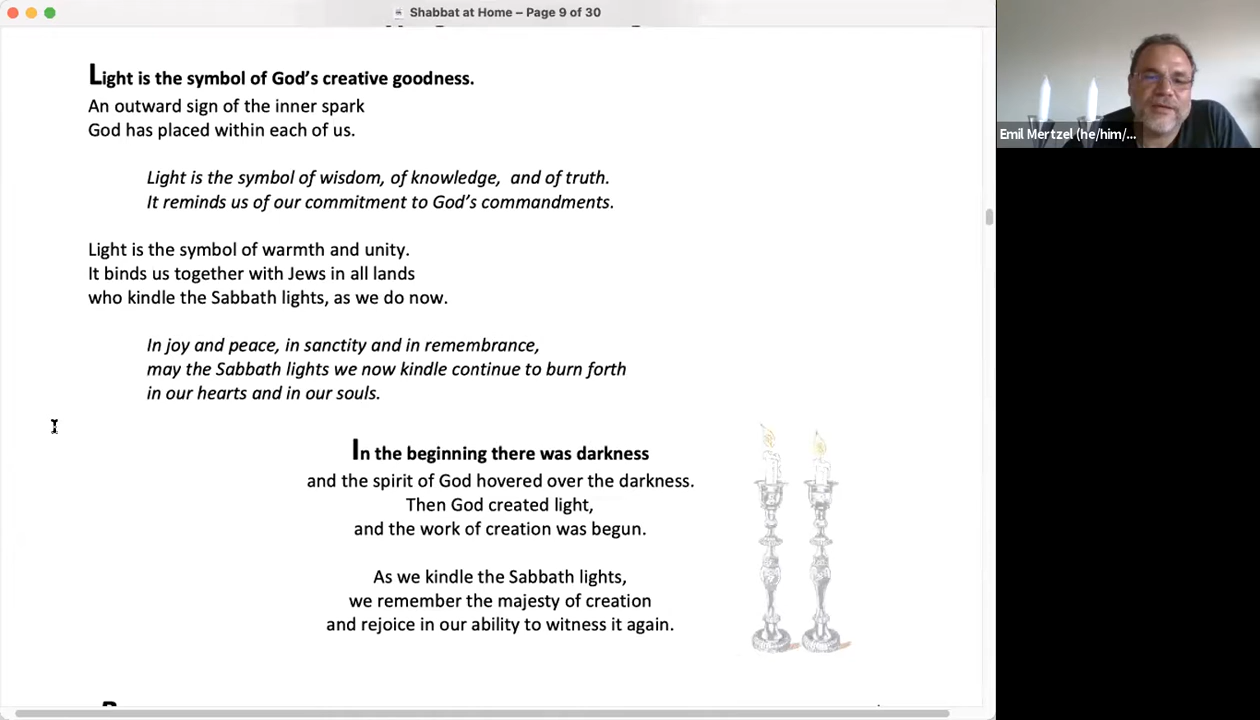 Shabbat at Home – Page 9 of 30
Light is the symbol of God's creative goodness.
An outward sign of the inner spark
God has placed within each of us.
Light is the symbol of wisdom, of knowledge, and of truth.
It reminds us of our commitment to God's commandments.
Light is the symbol of warmth and unity.
It binds us together with Jews in all lands
who kindle the Sabbath lights, as we do now.
In joy and peace, in sanctity and in remembrance,
may the Sabbath lights we now kindle continue to burn forth
in our hearts and in our souls.
In the beginning there was darkness
and the spirit of God hovered over the darkness.
Then God created light,
and the work of creation was begun.
As we kindle the Sabbath lights,
we remember the majesty of creation
and rejoice in our ability to witness it again.
Emil Mertzel (he/him/...